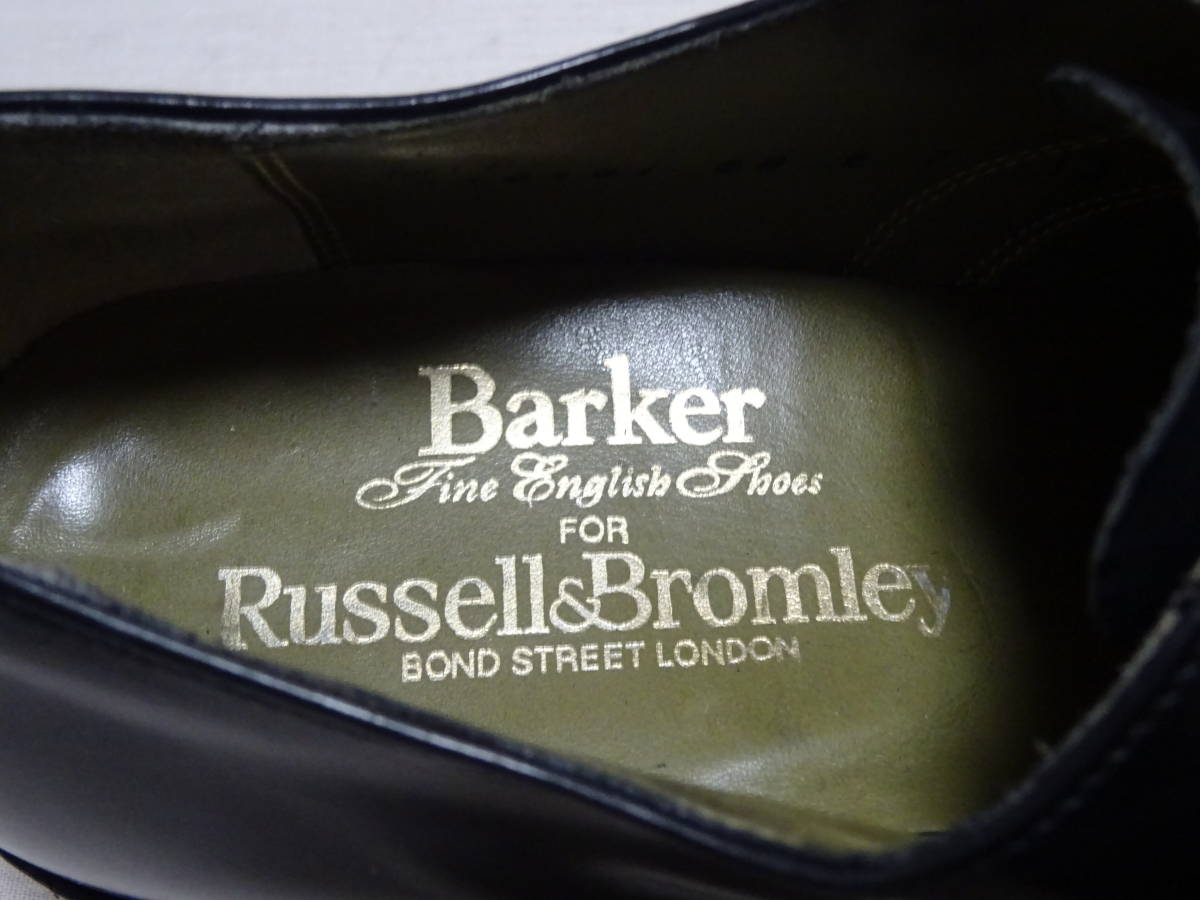 Barker
Fine English Shoes
FOR
Russell&Bromley
BOND STREET LONDON